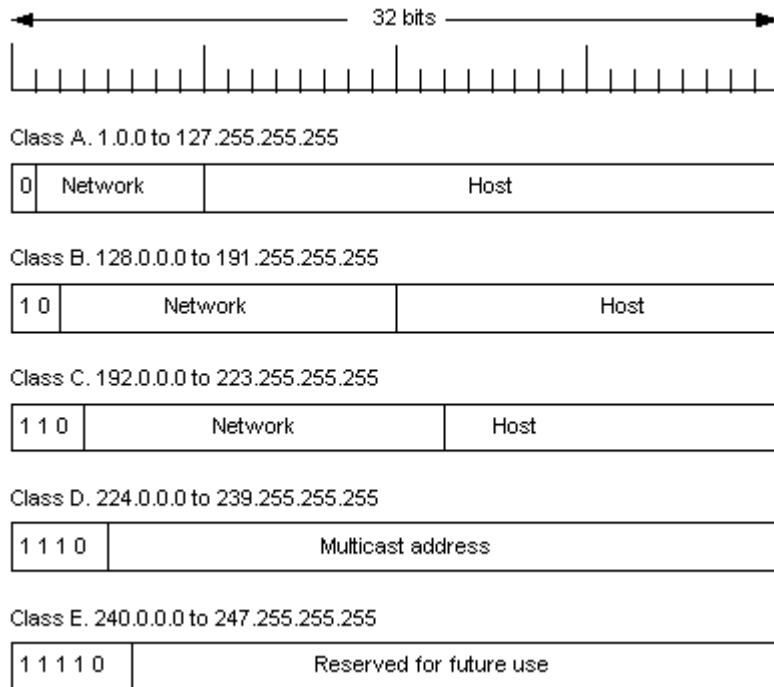 32 bits
Class A. 1.0.0 to 127.255.255.255
0 Network Host
Class B. 128.0.0.0 to 191.255.255.255
1 0 Network Host
Class C. 192.0.0.0 to 223.255.255.255
1 1 0 Network Host
Class D. 224.0.0.0 to 239.255.255.255
1 1 1 0 Multicast address
Class E. 240.0.0.0 to 247.255.255.255
1 1 1 1 0 Reserved for future use